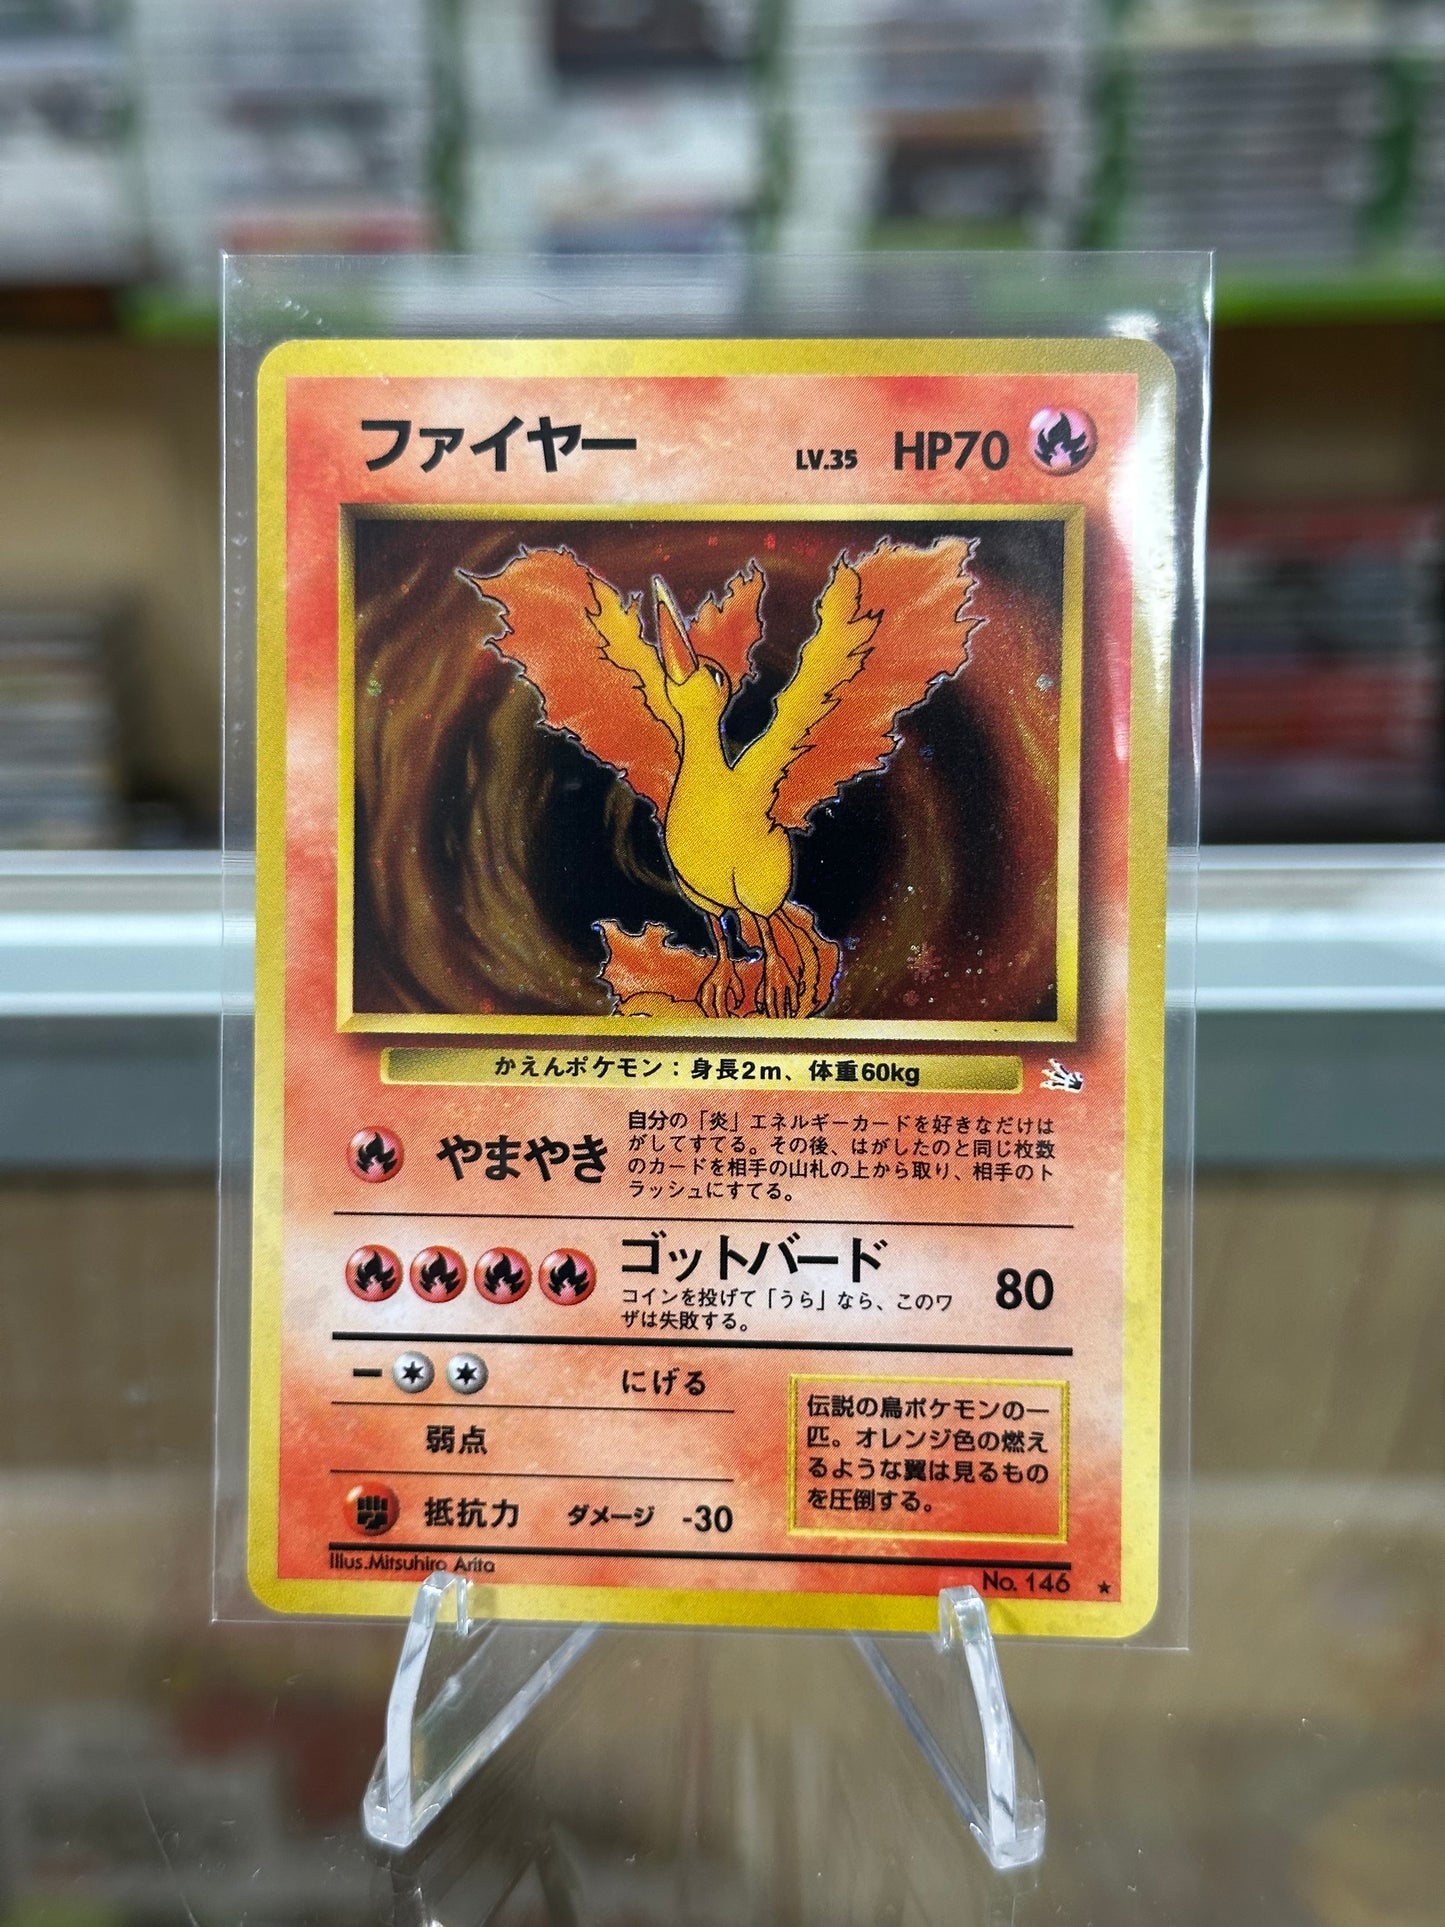 ファイヤー LV.35 HP70
かえんポケモン：身長2m、体重60kg
やまやき
自分の「炎」エネルギーカードを好きなだけは
がしてすてる。その後、はがしたのと同じ枚数
のカードを相手の山札の上から取り、相手のト
ラッシュにすてる。
ゴットバード 80
コインを投げて「うら」なら、このワ
ザは失敗する。
ー にげる
弱点
抵抗力 ダメージ -30
伝説の鳥ポケモンの一
匹。オレンジ色の燃え
るような翼は見るもの
を圧倒する。
Illus.Mitsuhiro Arita
No. 146 ★